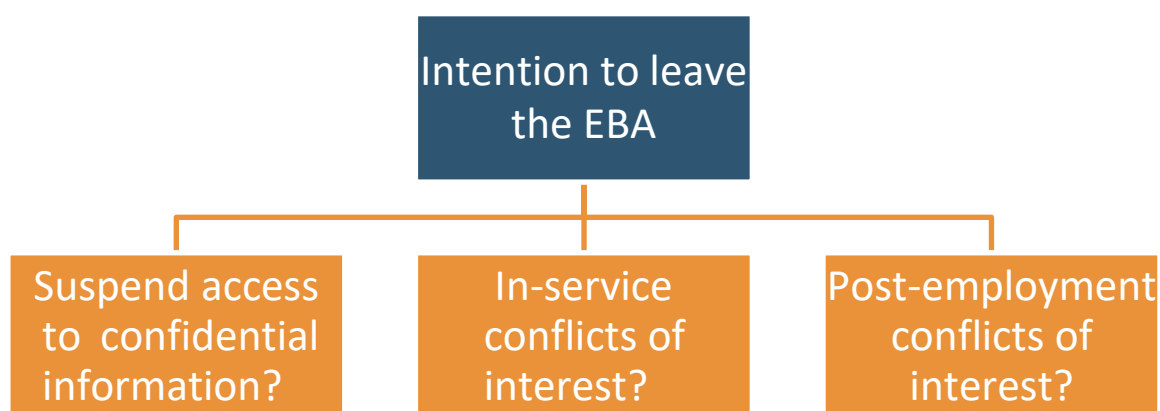 Intention to leave
the EBA
Suspend access
to confidential
information?
In-service
conflicts of
interest?
Post-employment
conflicts of
interest?